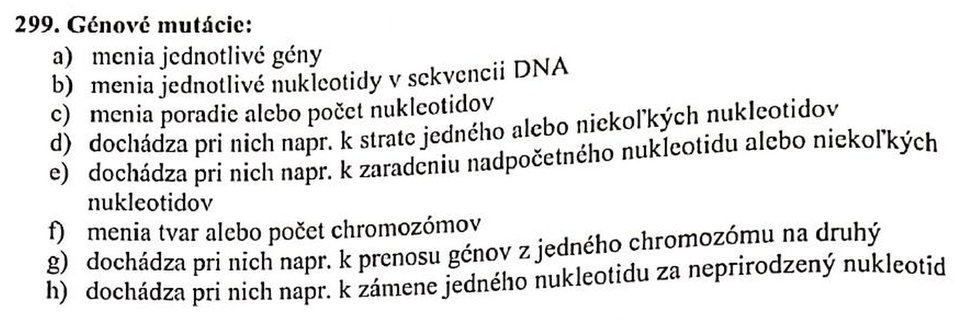 299. Génové mutácie:
a) menia jednotlivé gény
b) menia jednotlivé nukleotidy v sekvencii DNA
c) menia poradie alebo počet nukleotidov
d) dochádza pri nich napr. k strate jedného alebo niekoľkých nukleotidov
e) dochádza pri nich napr. k zaradeniu nadpočetného nukleotidu alebo niekoľkých
nukleotidov
f) menia tvar alebo počet chromozómov
g) dochádza pri nich napr. k prenosu génov z jedného chromozómu na druhý
h) dochádza pri nich napr. k zámene jedného nukleotidu za neprirodzený nukleotid